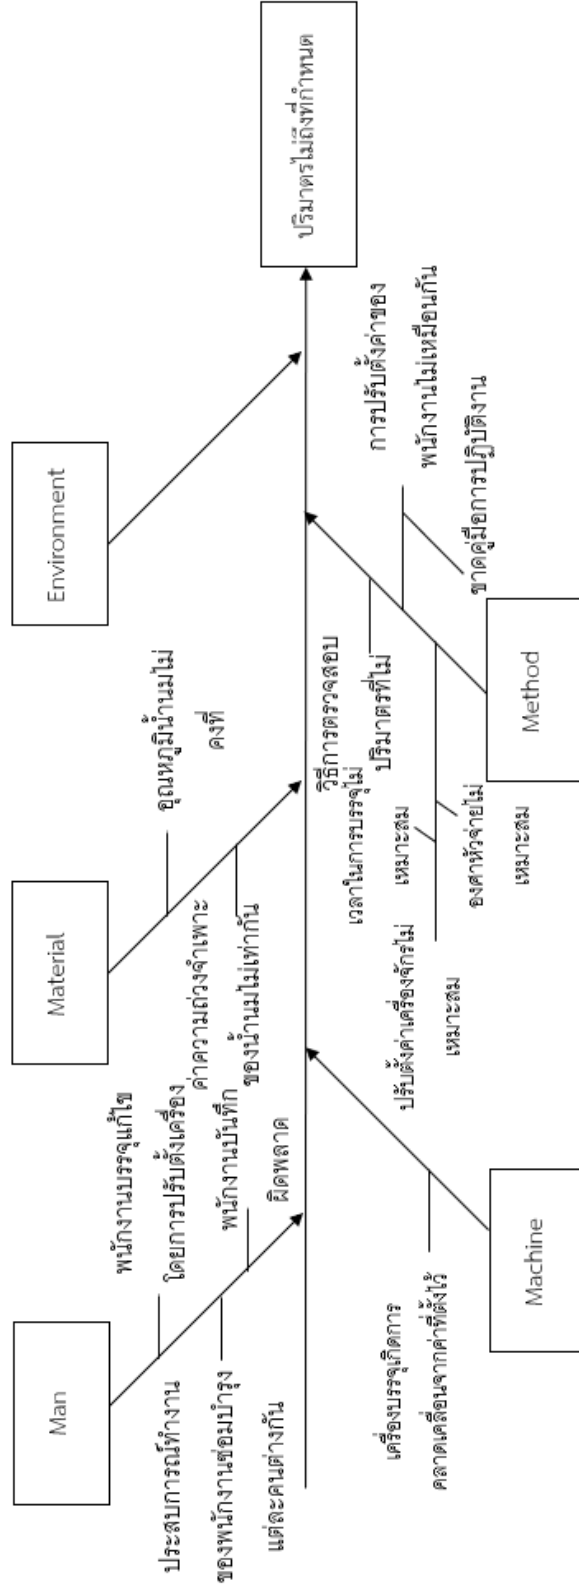 Man
Material
Environment
พนักงานบรรจุแก้ไข
โดยการปรับตั้งเครื่อง
ประสบการณ์ทำงาน
ของพนักงานซ่อมบำรุง
แต่ละคนต่างกัน
พนักงานบันทึก
ผิดพลาด
อุณหภูมิน้ำนมไม่
คงที่
ค่าความถ่วงจำเพาะ
ของน้ำนมไม่เท่ากัน
ปริมาตรไม่ถึงที่กำหนด
เครื่องบรรจุเกิดการ
คลาดเคลื่อนจากค่าที่ตั้งไว้
วิธีการตรวจสอบ
ปริมาตรที่ไม่
เวลาในการบรรจุไม่
เหมาะสม
ปรับตั้งค่าเครื่องจักรไม่
เหมาะสม
องศาหัวจ่ายไม่
เหมาะสม
การปรับตั้งค่าของ
พนักงานไม่เหมือนกัน
ขาดคู่มือการปฏิบัติงาน
Machine
Method